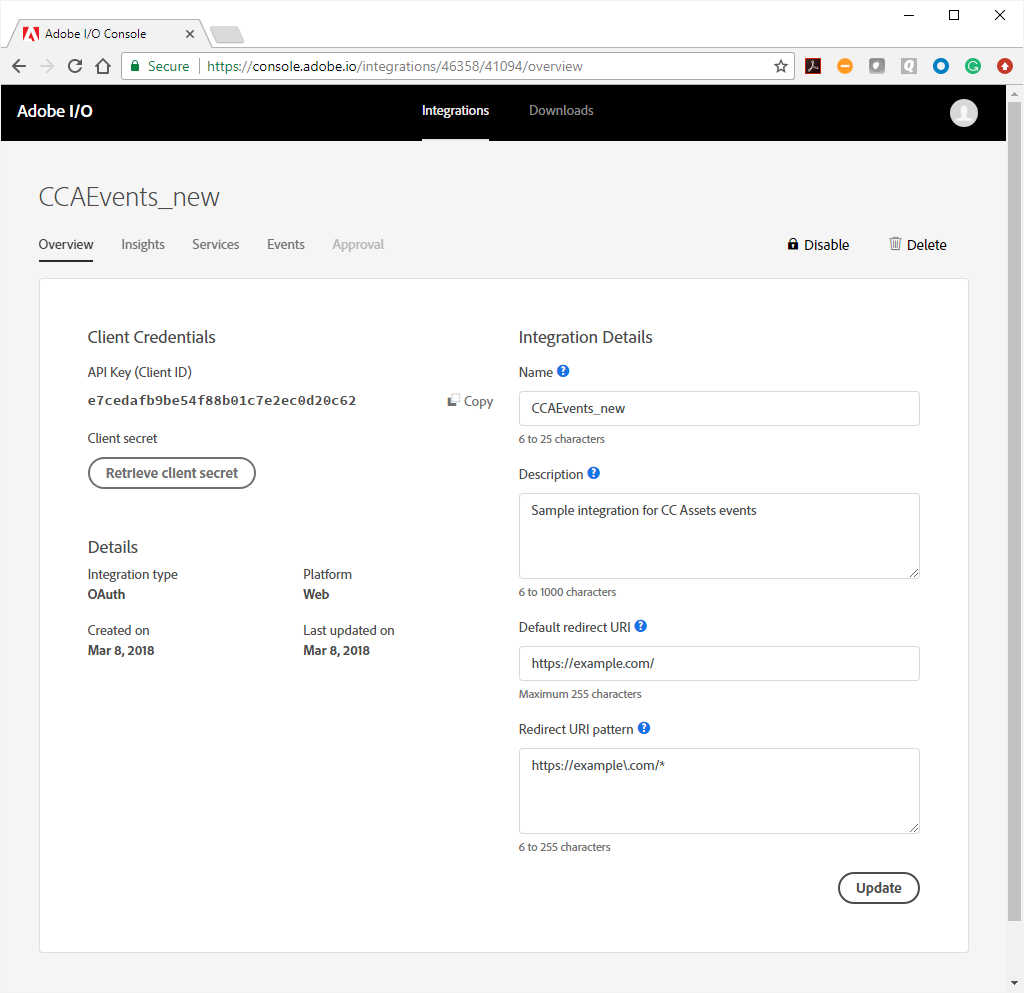 Adobe I/O Console
Secure
https://console.adobe.io/integrations/46358/41094/overview
Adobe I/O
Integrations
Downloads
CCAEvents_new
Overview
Insights
Services
Events
Approval
Disable
Delete
Client Credentials
API Key (Client ID)
e7cedafb9be54f88b01c7e2ec0d20c62
Copy
Client secret
Retrieve client secret
Details
Integration type
OAuth
Platform
Web
Created on
Mar 8, 2018
Last updated on
Mar 8, 2018
Integration Details
Name
CCAEvents_new
6 to 25 characters
Description
Sample integration for CC Assets events
6 to 1000 characters
Default redirect URI
https://example.com/
Maximum 255 characters
Redirect URI pattern
https://example\.com/*
6 to 255 characters
Update